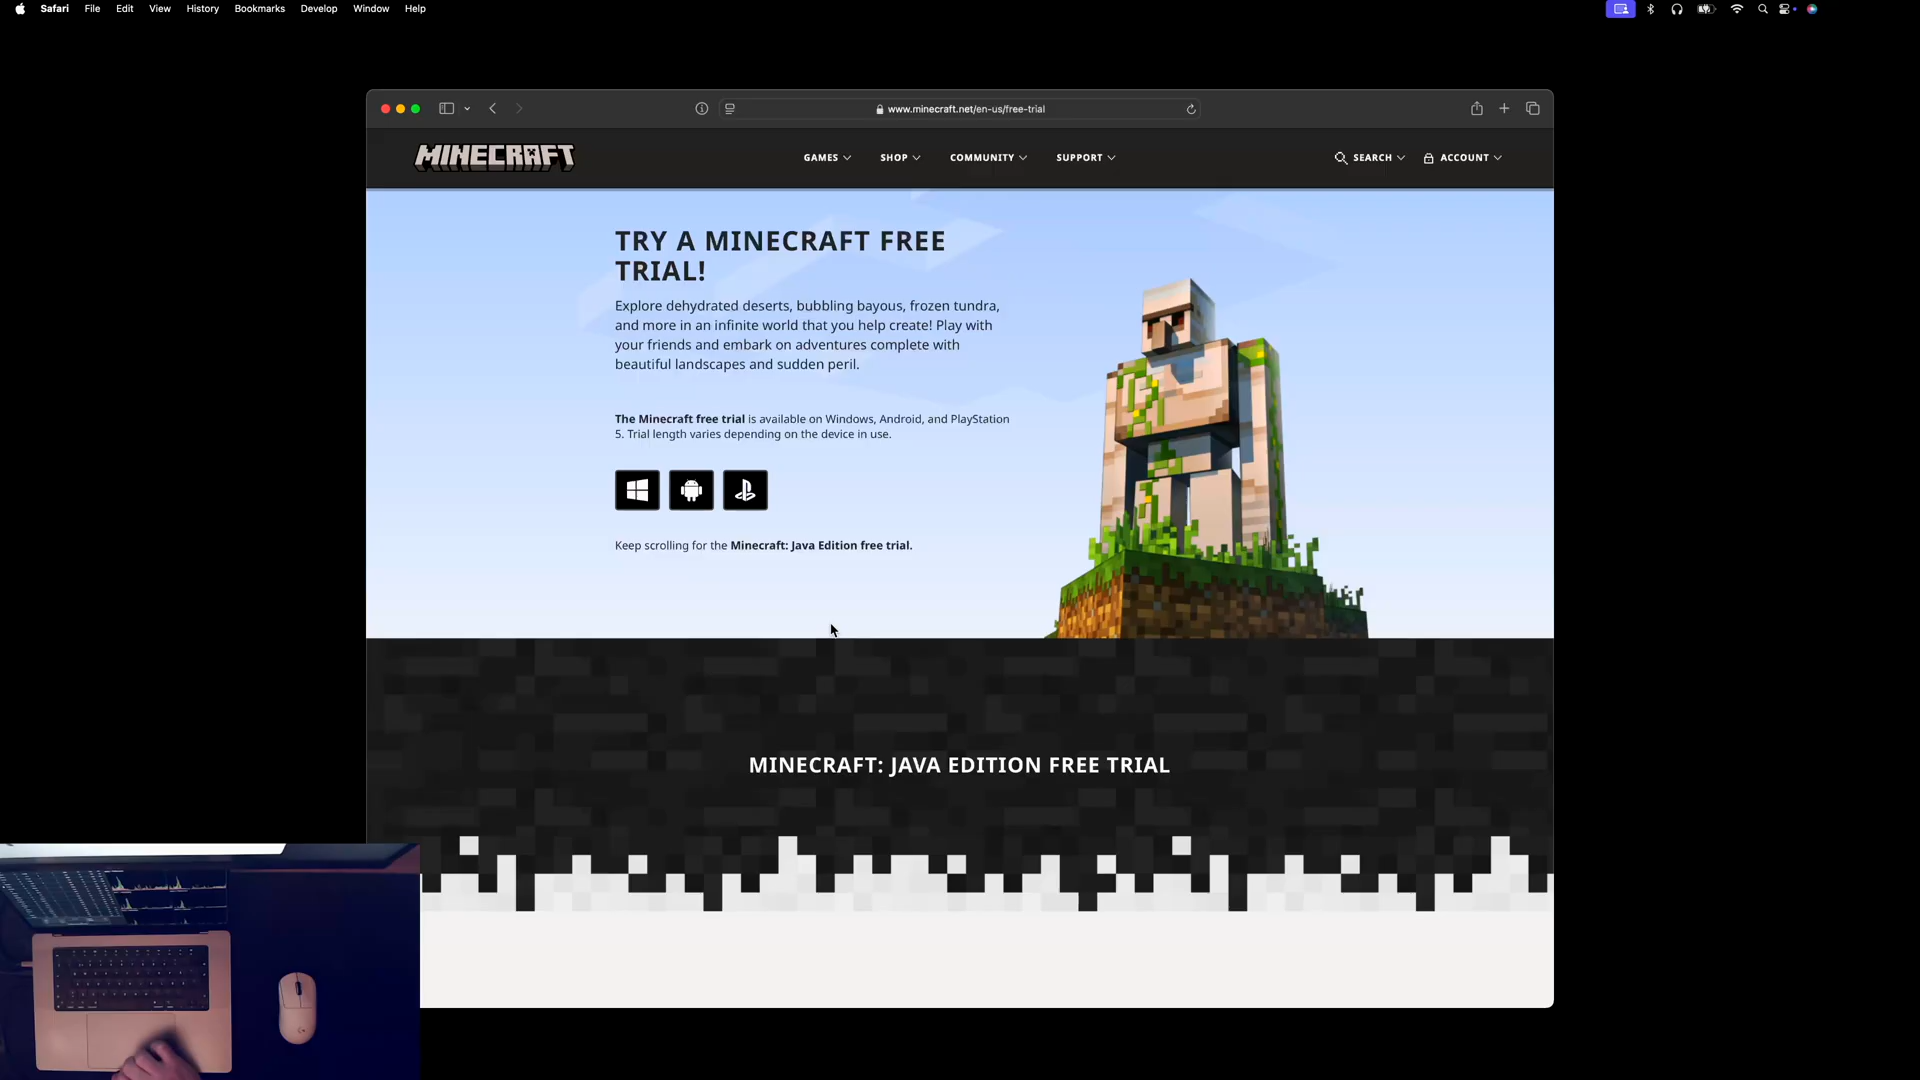 Safari File Edit View History Bookmarks Develop Window Help
www.minecraft.net/en-us/free-trial
MINECRAFT
GAMES SHOP COMMUNITY SUPPORT SEARCH ACCOUNT
TRY A MINECRAFT FREE
TRIAL!
Explore dehydrated deserts, bubbling bayous, frozen tundra,
and more in an infinite world that you help create! Play with
your friends and embark on adventures complete with
beautiful landscapes and sudden peril.
The Minecraft free trial is available on Windows, Android, and PlayStation
5. Trial length varies depending on the device in use.
Keep scrolling for the Minecraft: Java Edition free trial.
MINECRAFT: JAVA EDITION FREE TRIAL